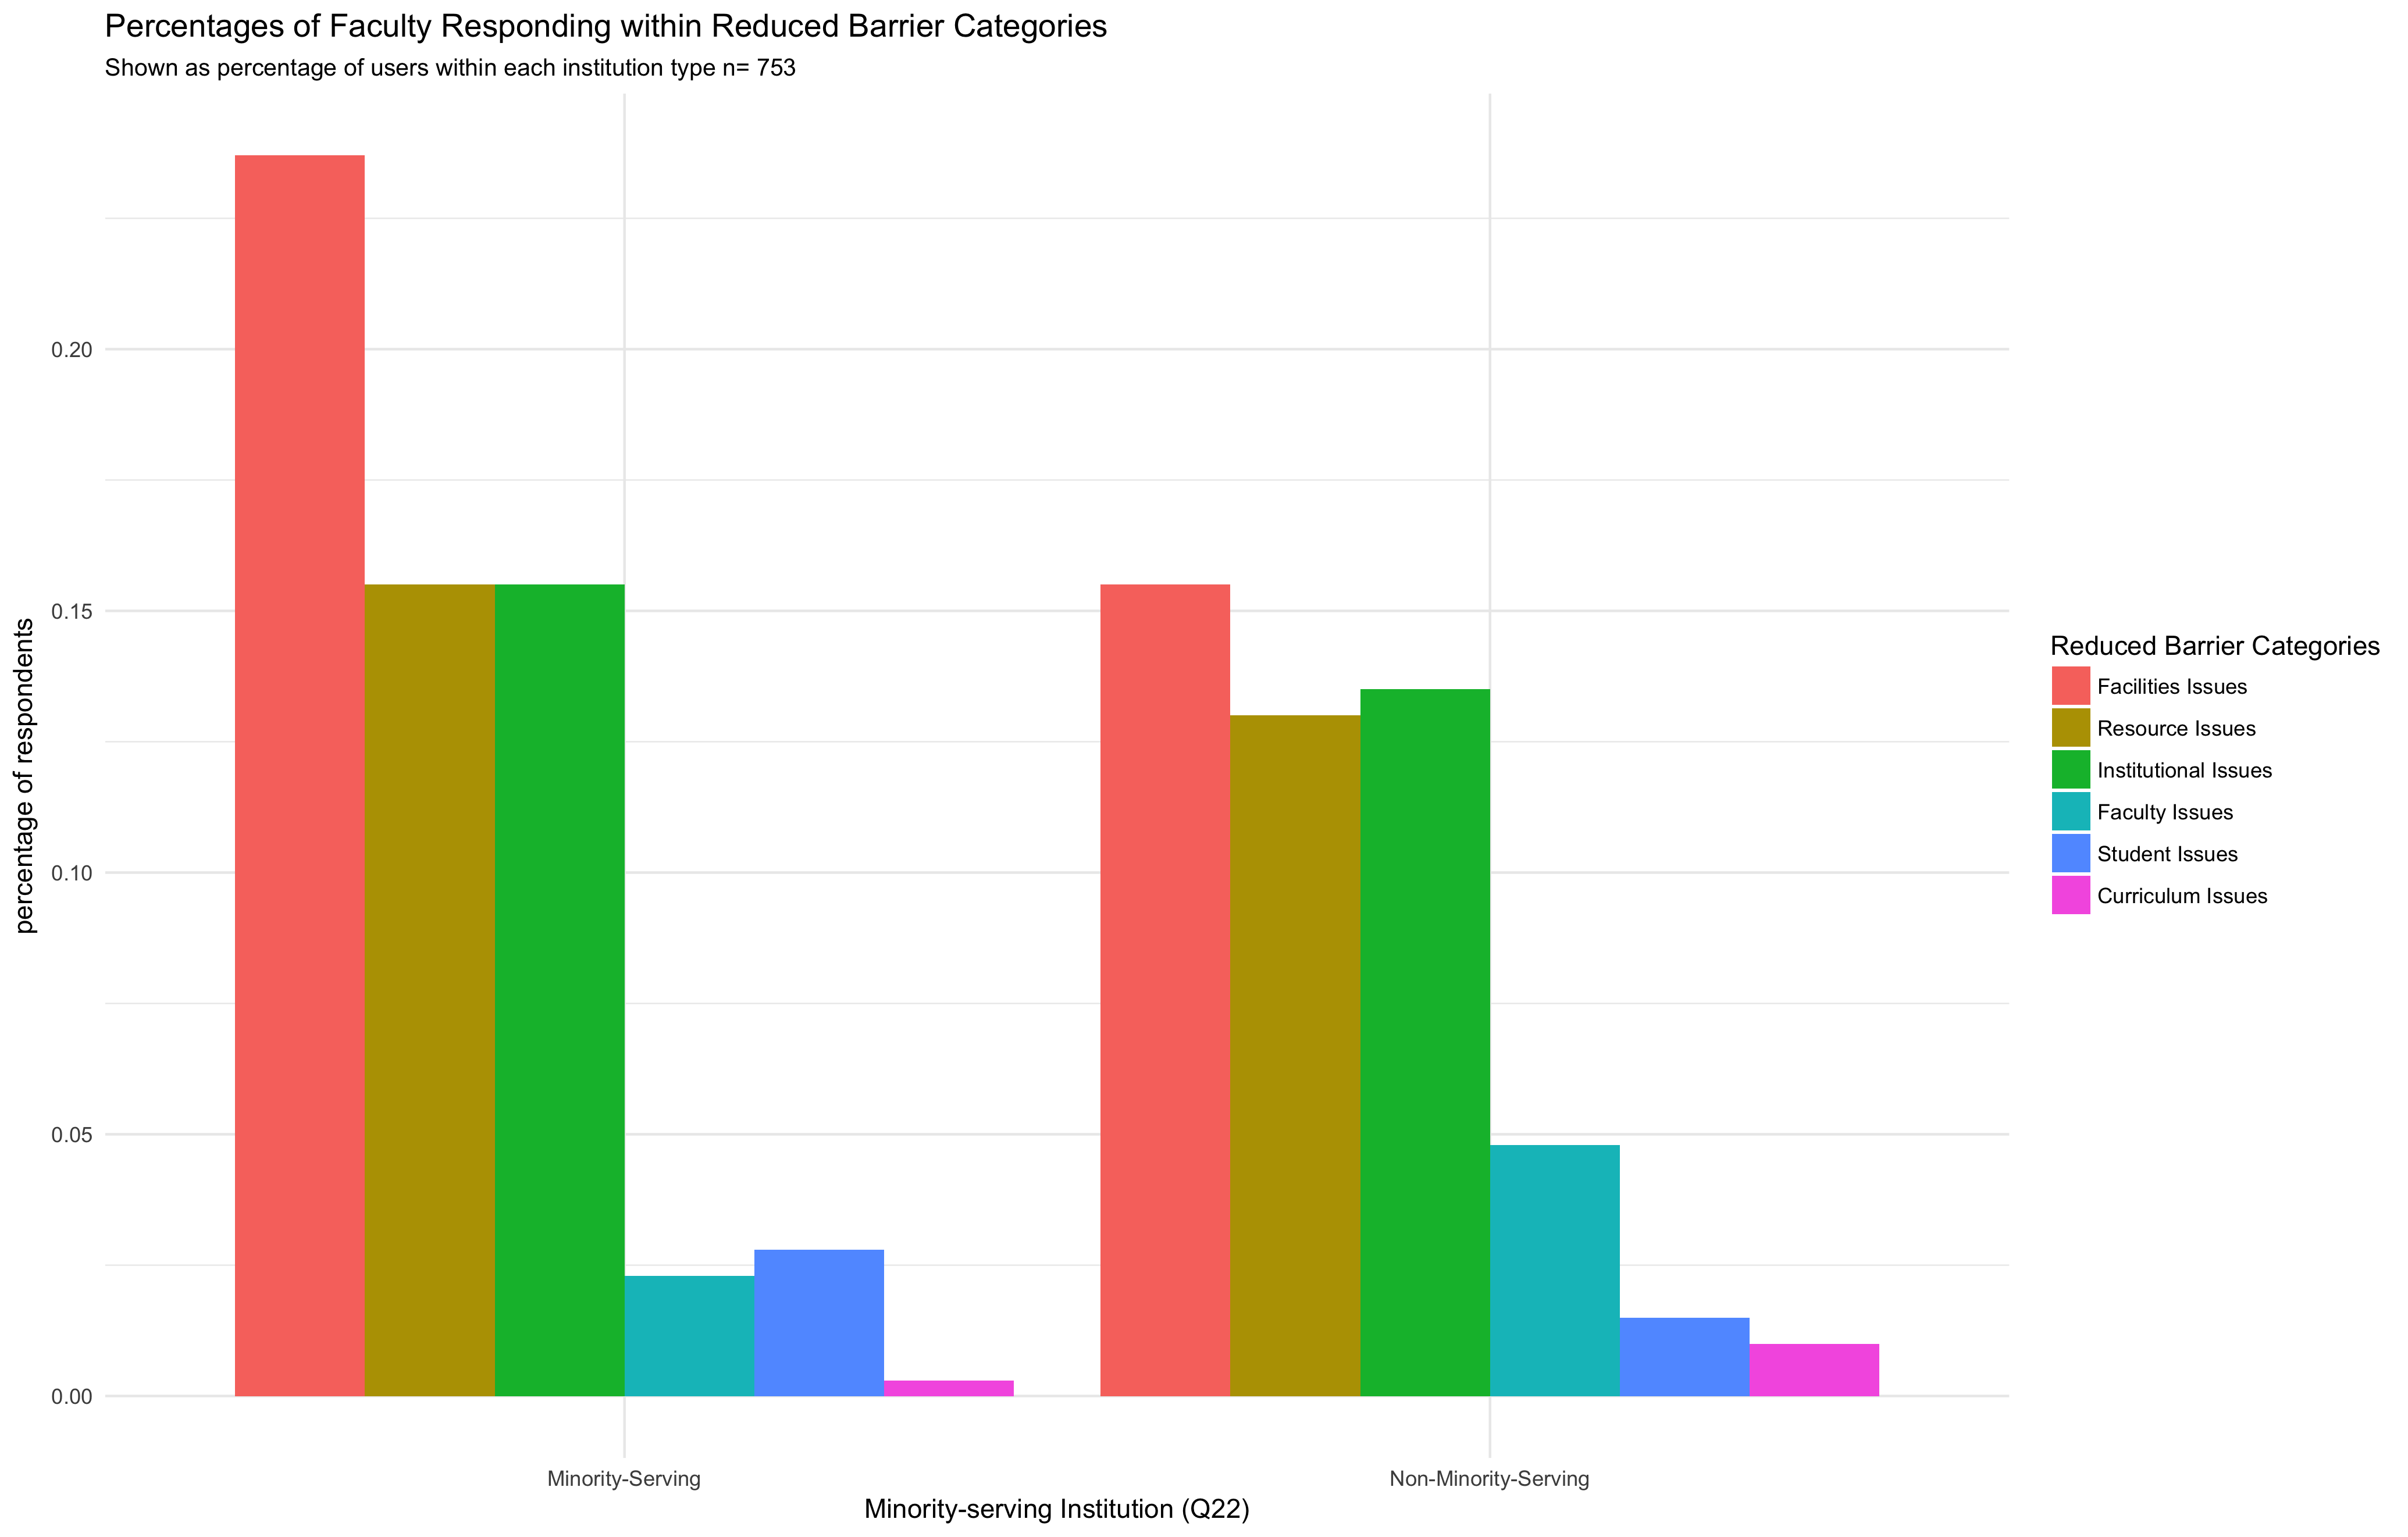 Percentages of Faculty Responding within Reduced Barrier Categories
Shown as percentage of users within each institution type n= 753
percentage of respondents
0.20
0.15
0.10
0.05
0.00
Minority-Serving
Non-Minority-Serving
Minority-serving Institution (Q22)
Reduced Barrier Categories
Facilities Issues
Resource Issues
Institutional Issues
Faculty Issues
Student Issues
Curriculum Issues